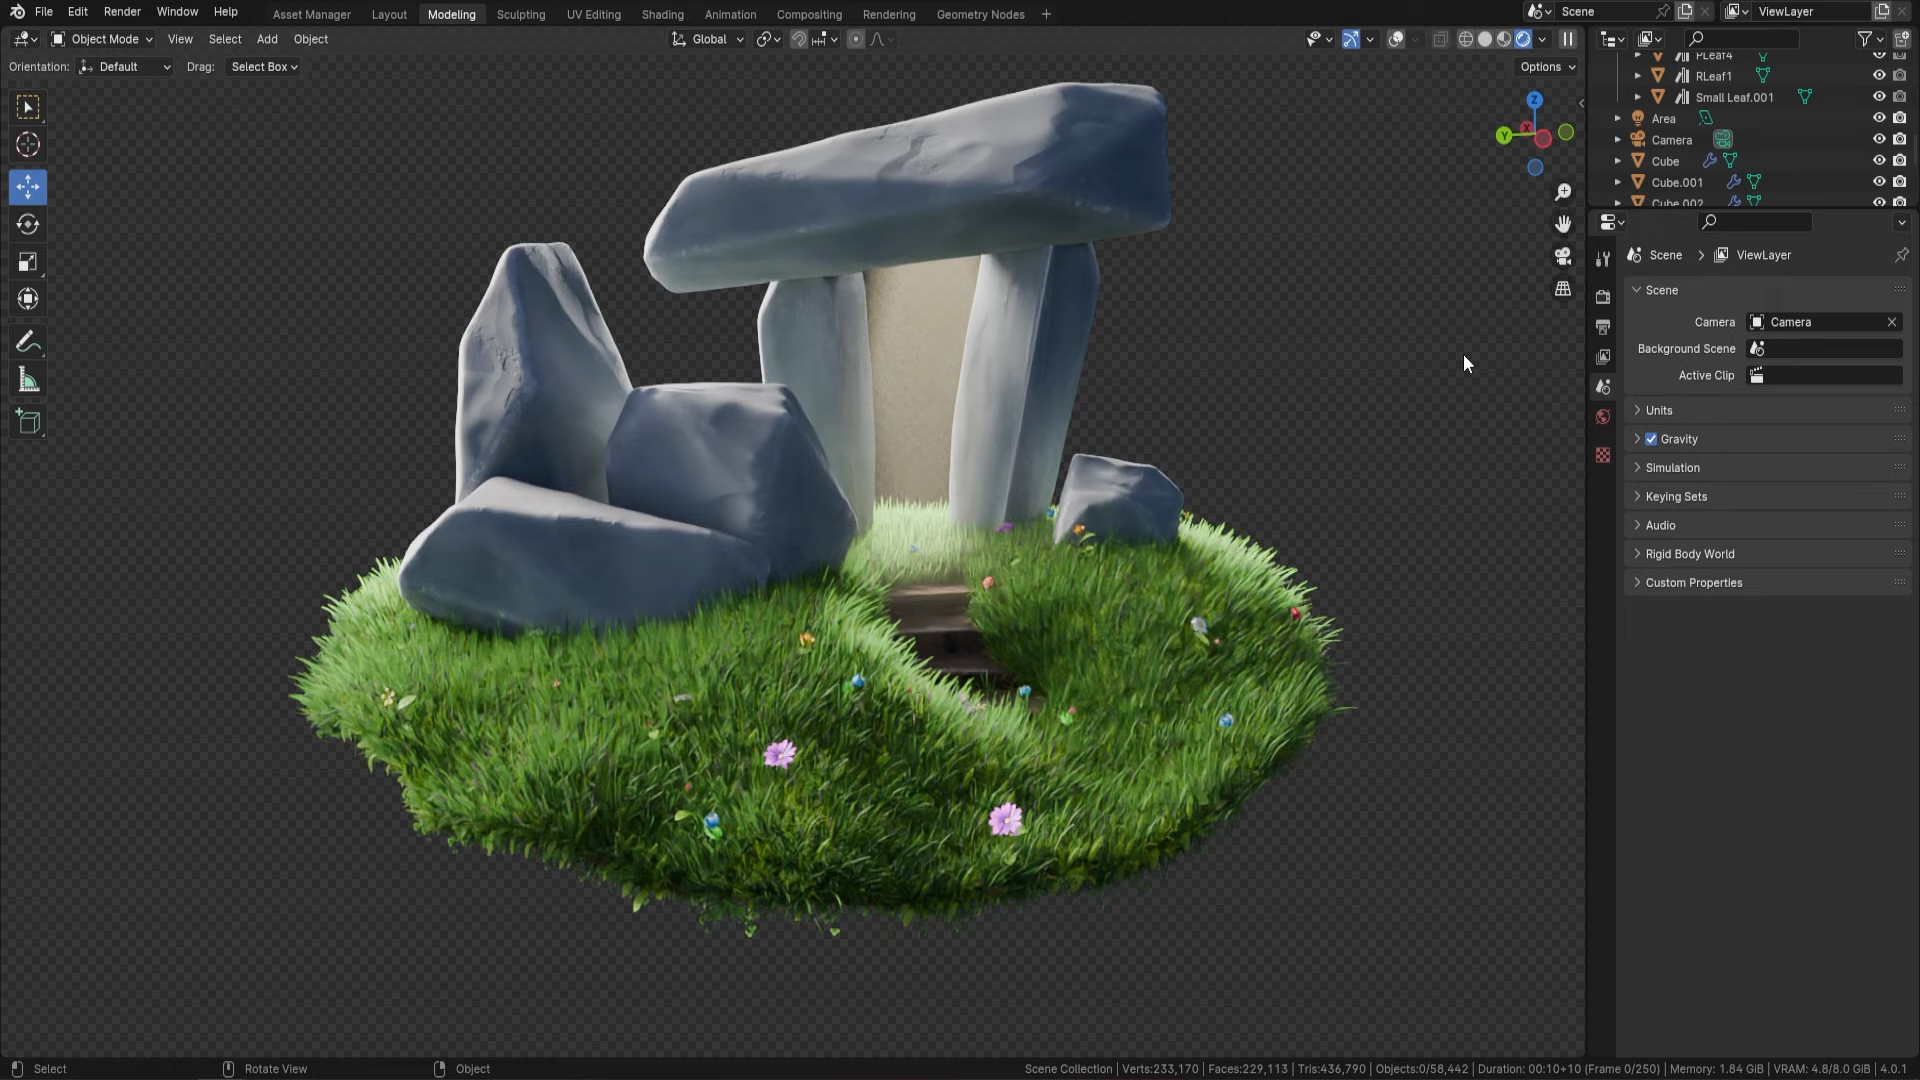 File Edit Render Window Help
Asset Manager Layout Modeling Sculpting UV Editing Shading Animation Compositing Rendering Geometry Nodes +
Scene ViewLayer
Object Mode View Select Add Object
Global
Orientation: Default Drag: Select Box
Options
Z
Y
X
PLeaf4
RLeaf1
Small Leaf.001
Area
Camera
Cube
Cube.001
Cube.002
Scene > ViewLayer
Scene
Camera Camera
Background Scene
Active Clip
Units
Gravity
Simulation
Keying Sets
Audio
Rigid Body World
Custom Properties
Select Rotate View Object
Scene Collection | Verts:233,170 | Faces:229,113 | Tris:436,790 | Objects:0/58,442 | Duration: 00:10+10 (Frame 0/250) | Memory: 1.84 GiB | VRAM: 4.8/8.0 GiB | 4.0.1